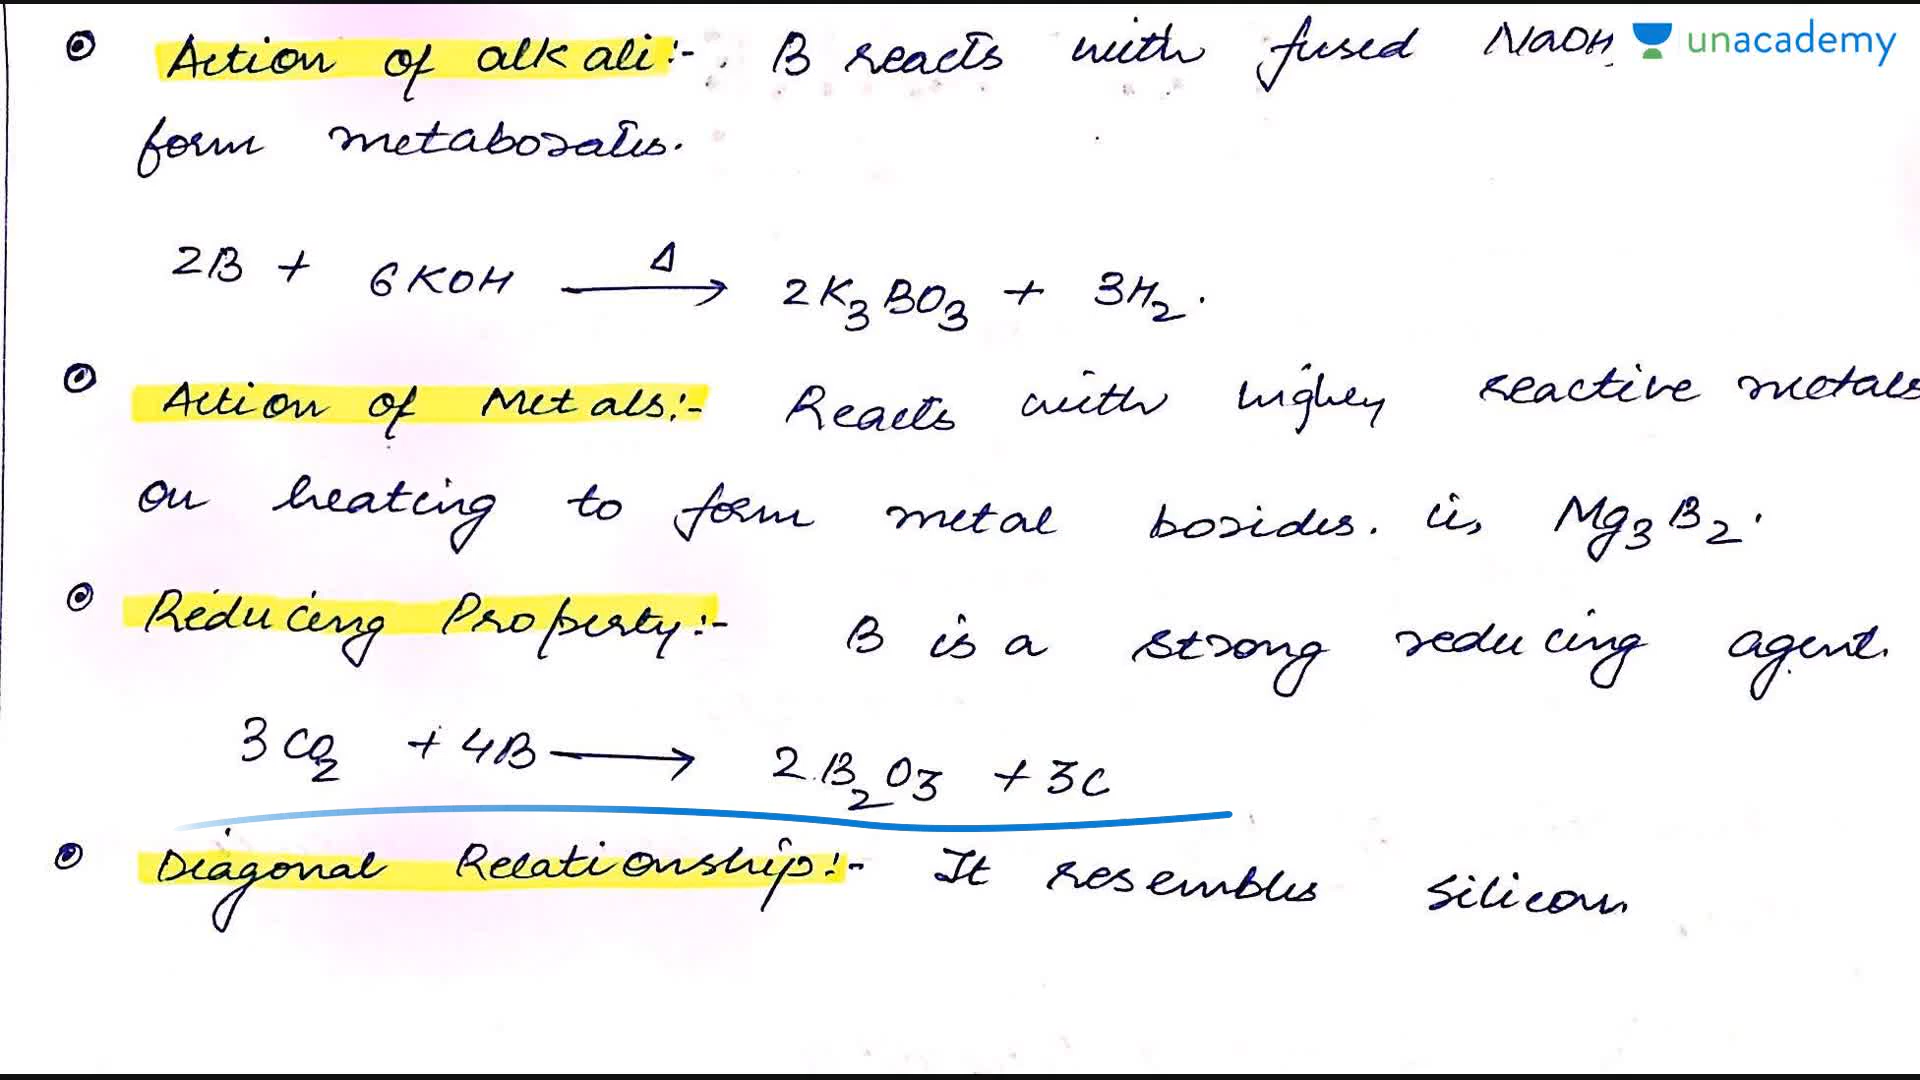 Action of alkali:- B reacts with fused NaOH,
unacademy
form metaborates.
2B + 6KOH →Δ 2K₃BO₃ + 3H₂.
Action of Metals:- Reacts with highly reactive metals
on heating to form metal borides. ie, Mg₃B₂.
Reducing Property:- B is a strong reducing agent.
3CO₂ + 4B → 2B₂O₃ + 3C
Diagonal Relationship:- It resembles silicon